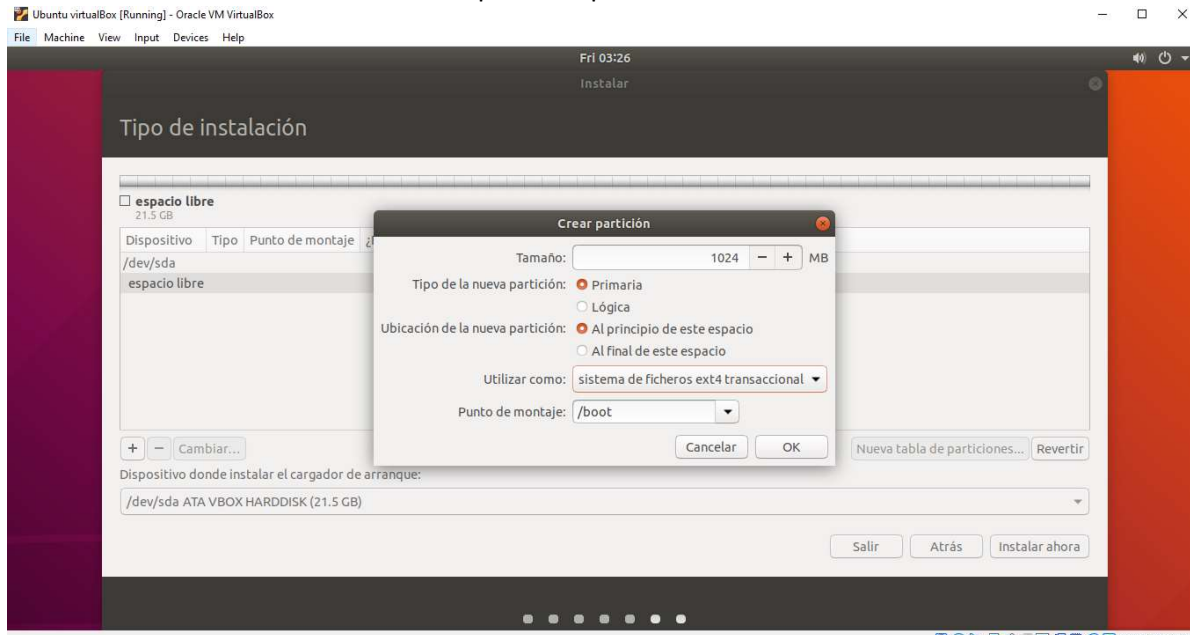 Ubuntu virtualBox [Running] - Oracle VM VirtualBox
File Machine View Input Devices Help
Fri 03:26
Instalar
Tipo de instalación
espacio libre
21.5 GB
Crear partición
Dispositivo Tipo Punto de montaje
Tamaño: 1024 − + MB
/dev/sda
espacio libre
Tipo de la nueva partición: Primaria
Lógica
Ubicación de la nueva partición: Al principio de este espacio
Al final de este espacio
Utilizar como: sistema de ficheros ext4 transaccional
Punto de montaje: /boot
Cancelar OK
+ − Cambiar... Nueva tabla de particiones... Revertir
Dispositivo donde instalar el cargador de arranque:
/dev/sda ATA VBOX HARDDISK (21.5 GB)
Salir Atrás Instalar ahora